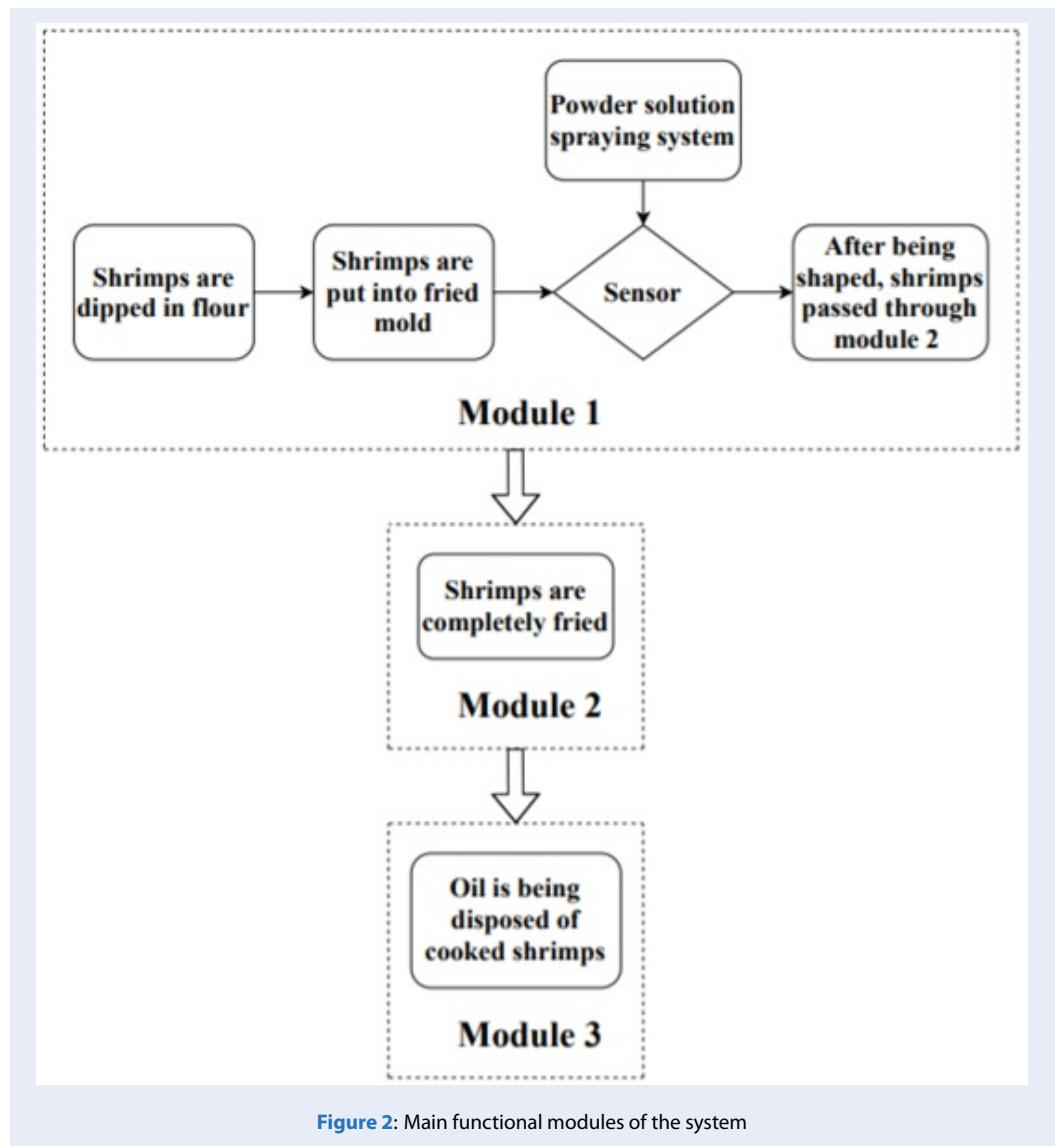 Powder solution
spraying system
Shrimps are
dipped in flour
Shrimps are
put into fried
mold
Sensor
After being
shaped, shrimps
passed through
module 2
Module 1
Shrimps are
completely fried
Module 2
Oil is being
disposed of
cooked shrimps
Module 3
Figure 2: Main functional modules of the system